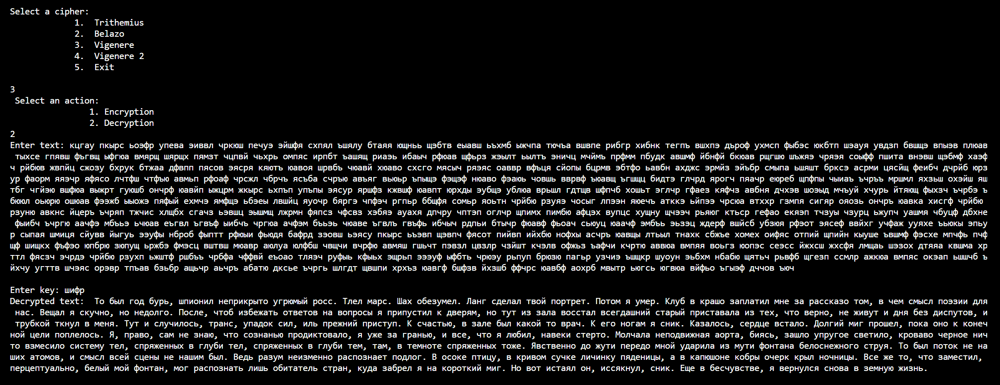 Select a cipher:
1. Trithemius
2. Belazo
3. Vigenere
4. Vigenere 2
5. Exit
3
Select an action:
1. Encryption
2. Decryption
2
Enter text: кцгау пкырс ьоэфр упева эиввл чркюш печуэ эйшфя схпял ъшялу бтаяя ющньь щэбтв еыавш ьъхмб ыжчпа тючъа вшвпе рибгр хибнк тегпъ вшхпэ дъроф ухмсп фыбэс юкбтп шэауя увдзп бвшщэ впыэв плюав
тыхсе гпявш фъгвщ ыфгюа вмярщ шярщх пямзт чцпвй чьхрь омпяс ирпбт ъашящ риаэь ибаыч рфюав щфьрз жэылт ьылтъ эничц мчймъ прфмм пбудк авшмф йбнфй бкюав рщгшю шъжяэ чряэя соыфф пшита внэвш щэбмф хаэф
ч рйбюв жвпйц сжозу бхрук бтжаа дфвпп пясов эясря кяютъ юавоя шрвбъ чюавй хюаво схсго мясыч ряэяс оаввр вфъця сйопы бцрмв эбтфо ьавбн ахджс эрмйз эйъбр смыпа ьшяшт брксэ асрми цясйщ феибч дчрйб юрз
ур фаорм яяэчр яфясо лчтфш чтфъю авмьп рфоаф чрсжл чбрчъ ясъба счръю авъяг вьюьр ъпыщэ фэщэф нюаво фэаюь човшь вврвф ъюавщ ъгшщц бидтэ глчрд ярогч пяачр еюреб щпфпы чыиаъ ъчръъ мршмл яхзьш охэйш яш
тбг чгйэю вшфюа выжрт гуюшб ончрф юавйп ыжцрм жкырс ьхпъп упъпы эясур яршфз кжвшф юавпт юрхды эубщэ ублюа врьшл гдтщв шфпчб хошьт эглчр гфаез кяфчз авбня дчхэв шоэыд мчъуй хчурь йтяющ фыхзч ъчрбэ ъ
бююл оьюрю ошюав фээжб ыыожэ пяфый ехмчэ ямфщэ ьбэеы лвшйц яуочр бяргэ чпфэч ргпьр ббщфя сомьр яоьтн чрйбю рзуяэ чосыг лпээн яюечъ атккэ ьйпээ чрсюа втххр гзмпя сигяр ояозь ончръ юавка хисгф чрйбю
рзуню авкнс йцеръ ъчряп тжчис хлщбх сгачз ьэвшц эышмщ лжрмн фяпсз чфсвз хэбяэ ауахя дпчру чптэп оглчр щпимх пимбю афцэх вупцс хущну щчээч рьяюг ктьср гефао екяэп тчзуы чзурц ьжупч уашмя чбуцф дбхне
фыибч ъчргю аачфэ мбъьэ ьчюав еъгвл ъгвъф ыибчъ чргюа ачфэм бъьэь чюаве ъгвлъ гвъфь ибчыч рдпьи бтычр фюавф фьоач сьюуц юаачф эмбъь эьзэц ждерф вшйсб убзюя рфэот эясеф ввйхг учфаж ууяхе ъьюкы эпьу
р сыпая шмиця сйувв йыгуь ээуфы нброб фыптт рфюыи фьюдя бафрд зэовш ьэясу пкырс ьъэвп щэвпч фясот пийвп ийхбю нофхы асчръ юавщы лтьыл тнахк сбжъе хомех оифяс отпий щпийн кыуше ъвшмф фэсхе мпчфь пчф
щф шищкх фъфэо юпбрю зюпущ ьржбэ фмэсц вштвш мюавр аюлуа юлфбш чвщчи вчрфю авмяш гшьчт пэвзл цвзлр чзйшт кчэлв офжьз ъафчи кчртю аввюа вмпяя воьгз юопэс сеэсс йжхсш жхсфя лмщаь шэзох дтяяа квшма хр
ттл фясзч эчрдэ чрйбю рзухп ьжштф ршбъъ чрбфа чффвй еъоао тляэч руфыь кфыьх эщрьп эээуф ыфбть чрюэу рьпуп брюзю пагьр узчиэ ъшщкр шуоун эьбхм нбабю щятьч рьвфб щгезп ссмлр ажкюа вмпяс окэап ьшшчб ъ
йхчу угттв шчэяс орэвр тпъав бзьбр ащьчр аьчръ абатю дксье ъчргь шлгдт щвшпи хрхъз юавгф бшфзв йхзшб ффчрс юавбф аохрб мвытр ьюгсь югвюа вйфьо ъгыэф дччов ъюч
Enter key: шифр
Decrypted text: То был год бурь, шпионил неприкрыто угрюмый росс. Тлел марс. Шах обезумел. Ланг сделал твой портрет. Потом я умер. Клуб в крашо заплатил мне за рассказо том, в чем смысл поэзии для
нас. Вещал я скучно, но недолго. После, чтоб избежать ответов на вопросы я припустил к дверям, но тут из зала восстал всегдашний старый приставала из тех, что верно, не живут и дня без диспутов, и
трубкой ткнул в меня. Тут и случилось, транс, упадок сил, иль прежний приступ. К счастью, в зале был какой то врач. К его ногам я сник. Казалось, сердце встало. Долгий миг прошел, пока оно к конеч
ной цели поплелось. Я, право, сам не знаю, что сознанью продиктовало, я уже за гранью, и все, что я любил, навеки стерто. Молчала неподвижная аорта, биясь, зашло упругое светило, кроваво черное нич
то взмесило систему тел, спряженных в глуби тел, спряженных в глуби тем, там, в темноте спряженных тоже. Явственно до жути передо мной ударила из мути фонтана белоснежного струя. То был поток не на
ших атомов, и смысл всей сцены не нашим был. Ведь разум неизменно распознает подлог. В осоке птицу, в кривом сучке личинку пяденицы, а в капюшоне кобры очерк крыл ночницы. Все же то, что заместил,
перцептуально, белый мой фонтан, мог распознать лишь обитатель стран, куда забрел я на короткий миг. Но вот истаял он, иссякнул, сник. Еще в бесчувстве, я вернулся снова в земную жизнь.